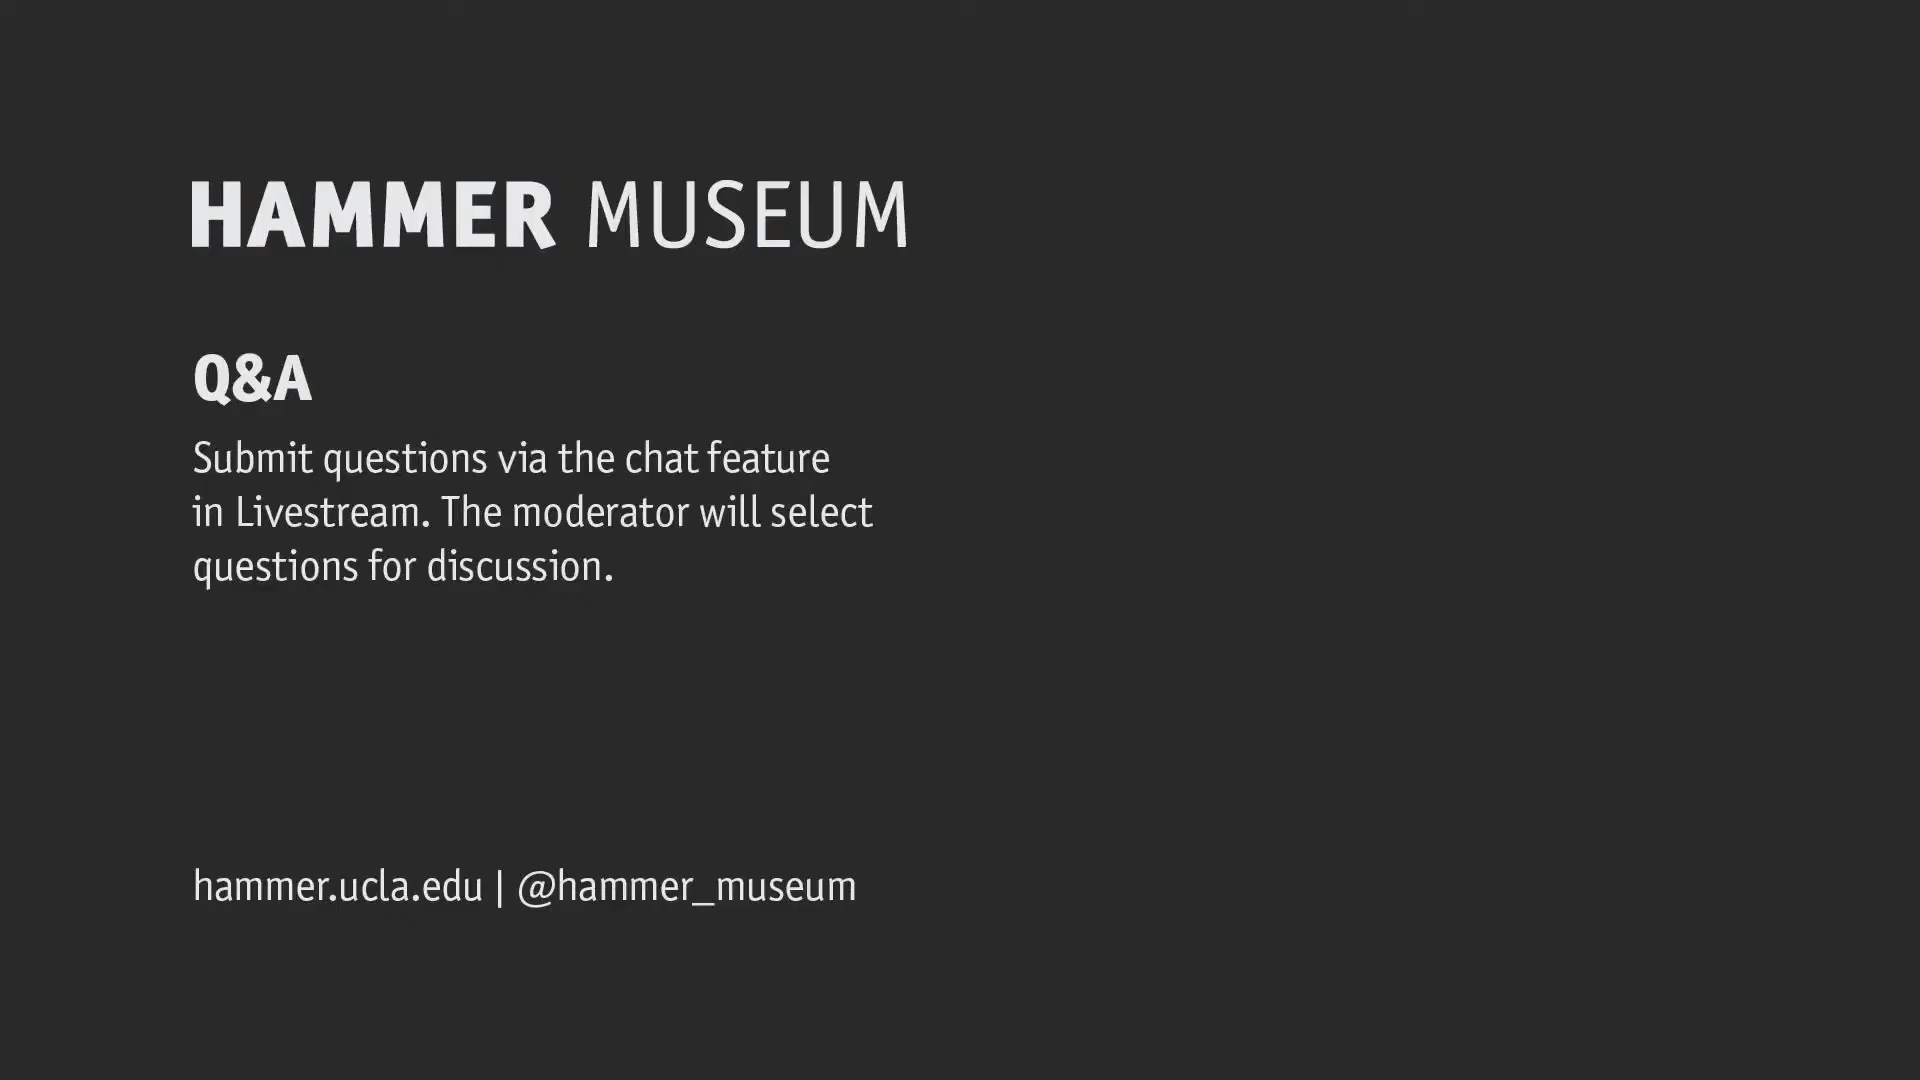 HAMMER MUSEUM
Q&A
Submit questions via the chat feature
in Livestream. The moderator will select
questions for discussion.
hammer.ucla.edu | @hammer_museum